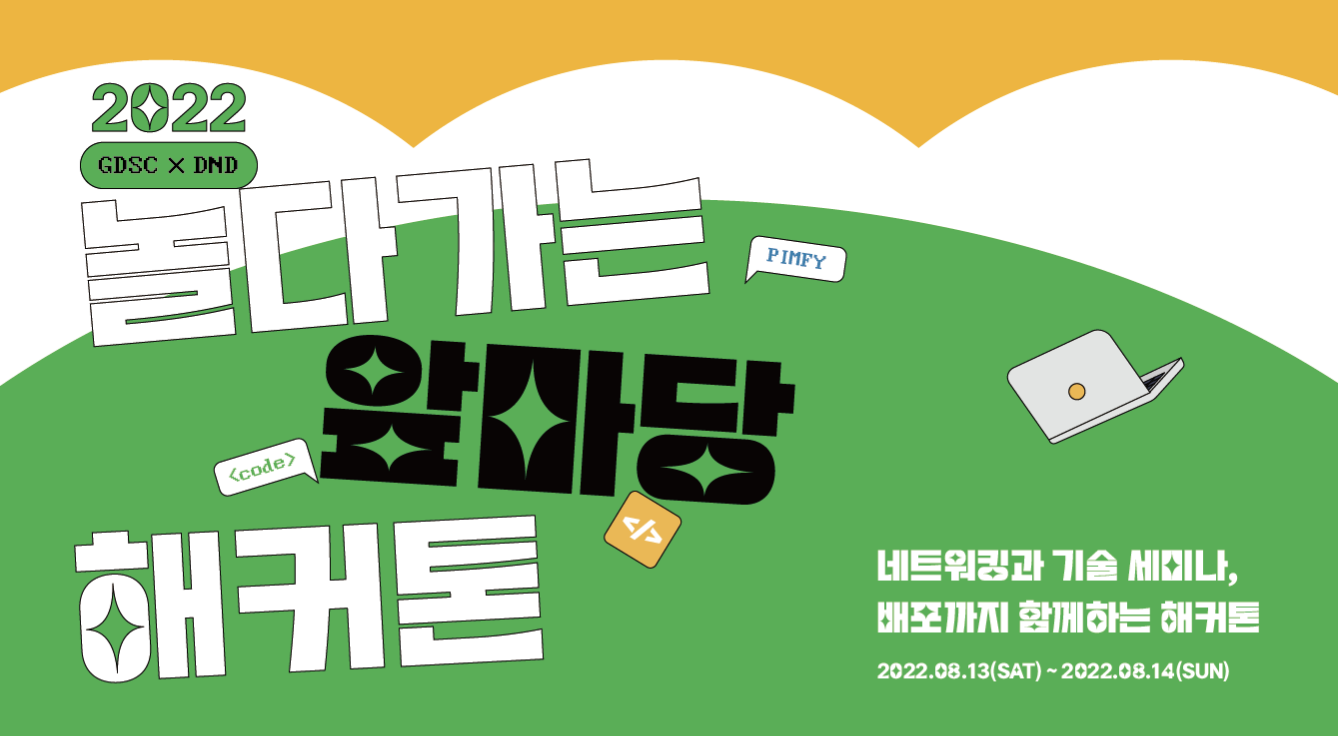 2022
GDSC × DND
놀다가는
PIMFY
앞마당
<code>
</>
해커톤
네트워킹과 기술 세미나,
배포까지 함께하는 해커톤
2022.08.13(SAT) ~ 2022.08.14(SUN)